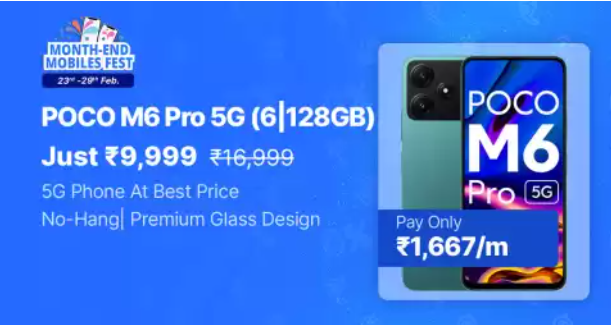 MONTH-END
MOBILES FEST
23rd -29th Feb.
POCO M6 Pro 5G (6|128GB)
Just ₹9,999 ₹16,999
5G Phone At Best Price
No-Hang| Premium Glass Design
POCO
M6
Pro 5G
Pay Only
₹1,667/m